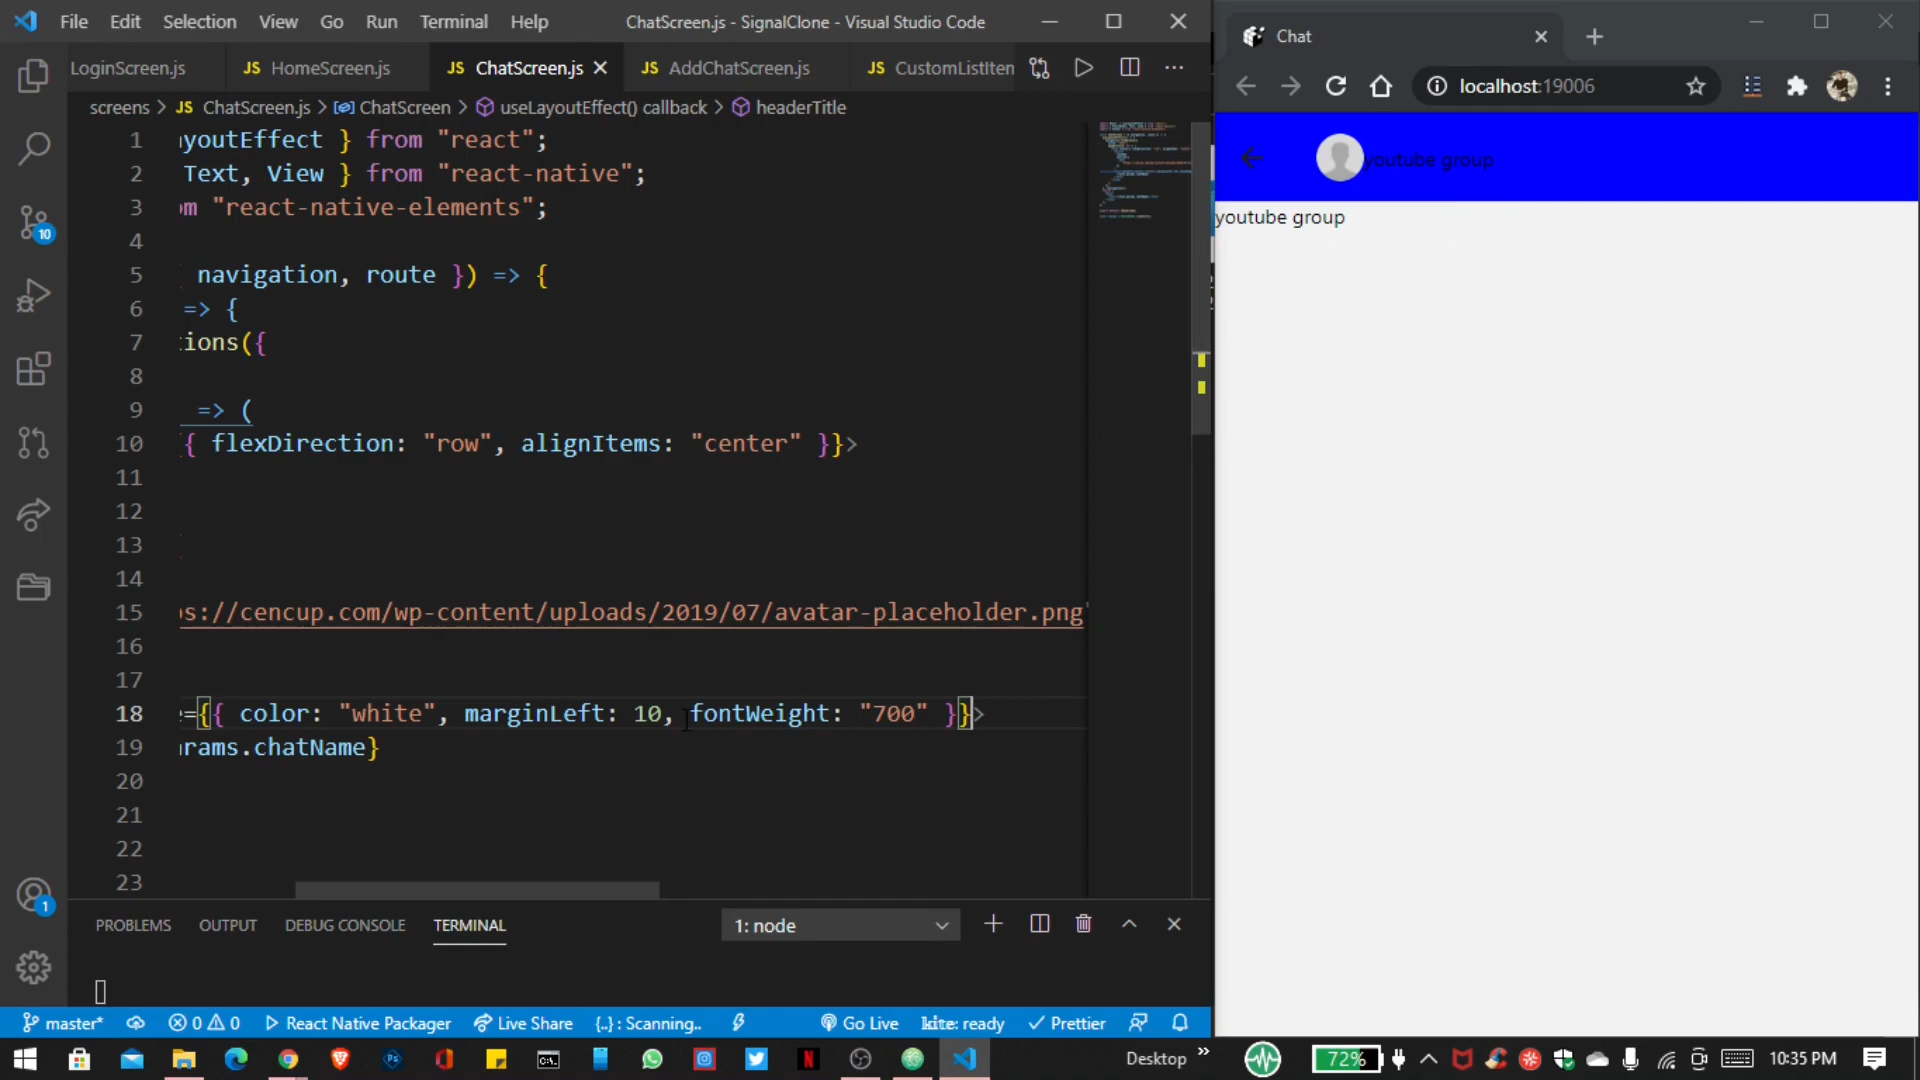 File Edit Selection View Go Run Terminal Help ChatScreen.js - SignalClone - Visual Studio Code
LoginScreen.js JS HomeScreen.js JS ChatScreen.js JS AddChatScreen.js JS CustomListIten
screens > JS ChatScreen.js > ChatScreen > useLayoutEffect() callback > headerTitle
1 youtEffect } from "react";
2 Text, View } from "react-native";
3 m "react-native-elements";
4
5 navigation, route }) => {
6 => {
7 ions({
8
9 => (
10 { flexDirection: "row", alignItems: "center" }}>
11
12
13
14
15 s://cencup.com/wp-content/uploads/2019/07/avatar-placeholder.png
16
17
18 ={{ color: "white", marginLeft: 10, fontWeight: "700" }}>
19 rams.chatName}
20
21
22
23
10
1
PROBLEMS OUTPUT DEBUG CONSOLE TERMINAL 1: node
master* 0 0 React Native Packager Live Share {..} : Scanning.. Go Live kite: ready Prettier
Chat
localhost:19006
youtube group
youtube group
Desktop 72% 10:35 PM